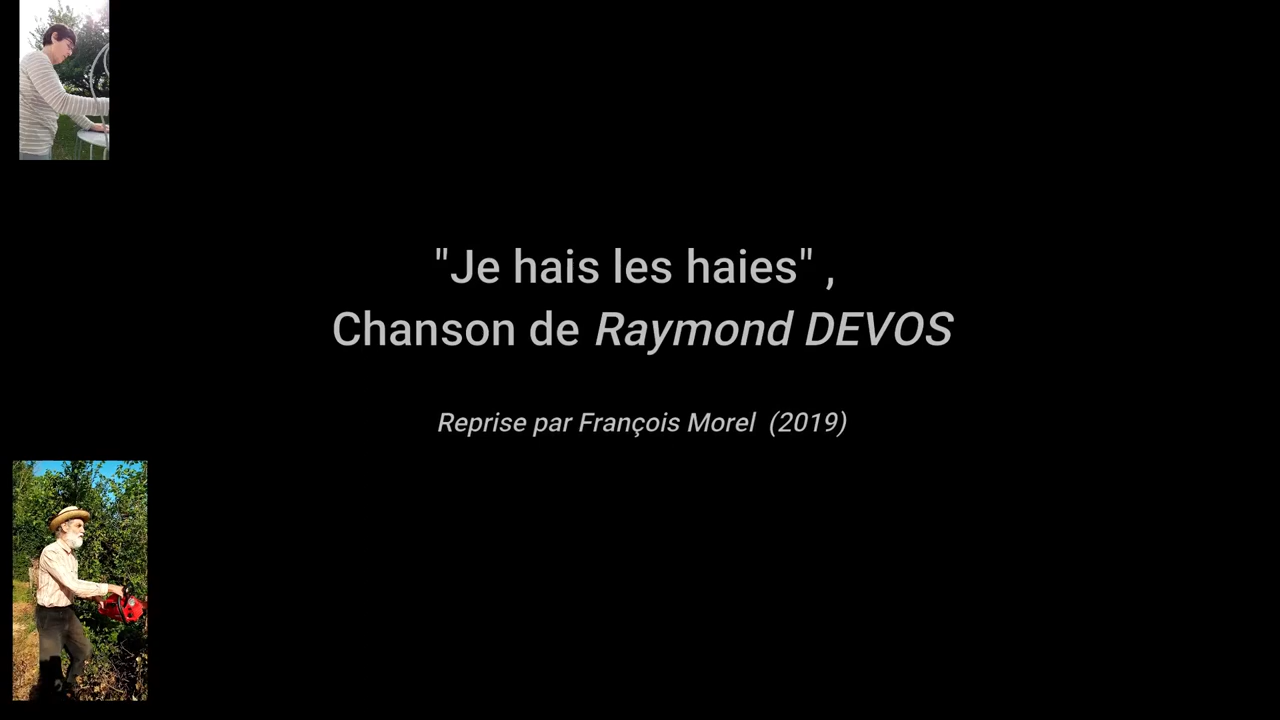 "Je hais les haies" ,
Chanson de Raymond DEVOS
Reprise par François Morel (2019)